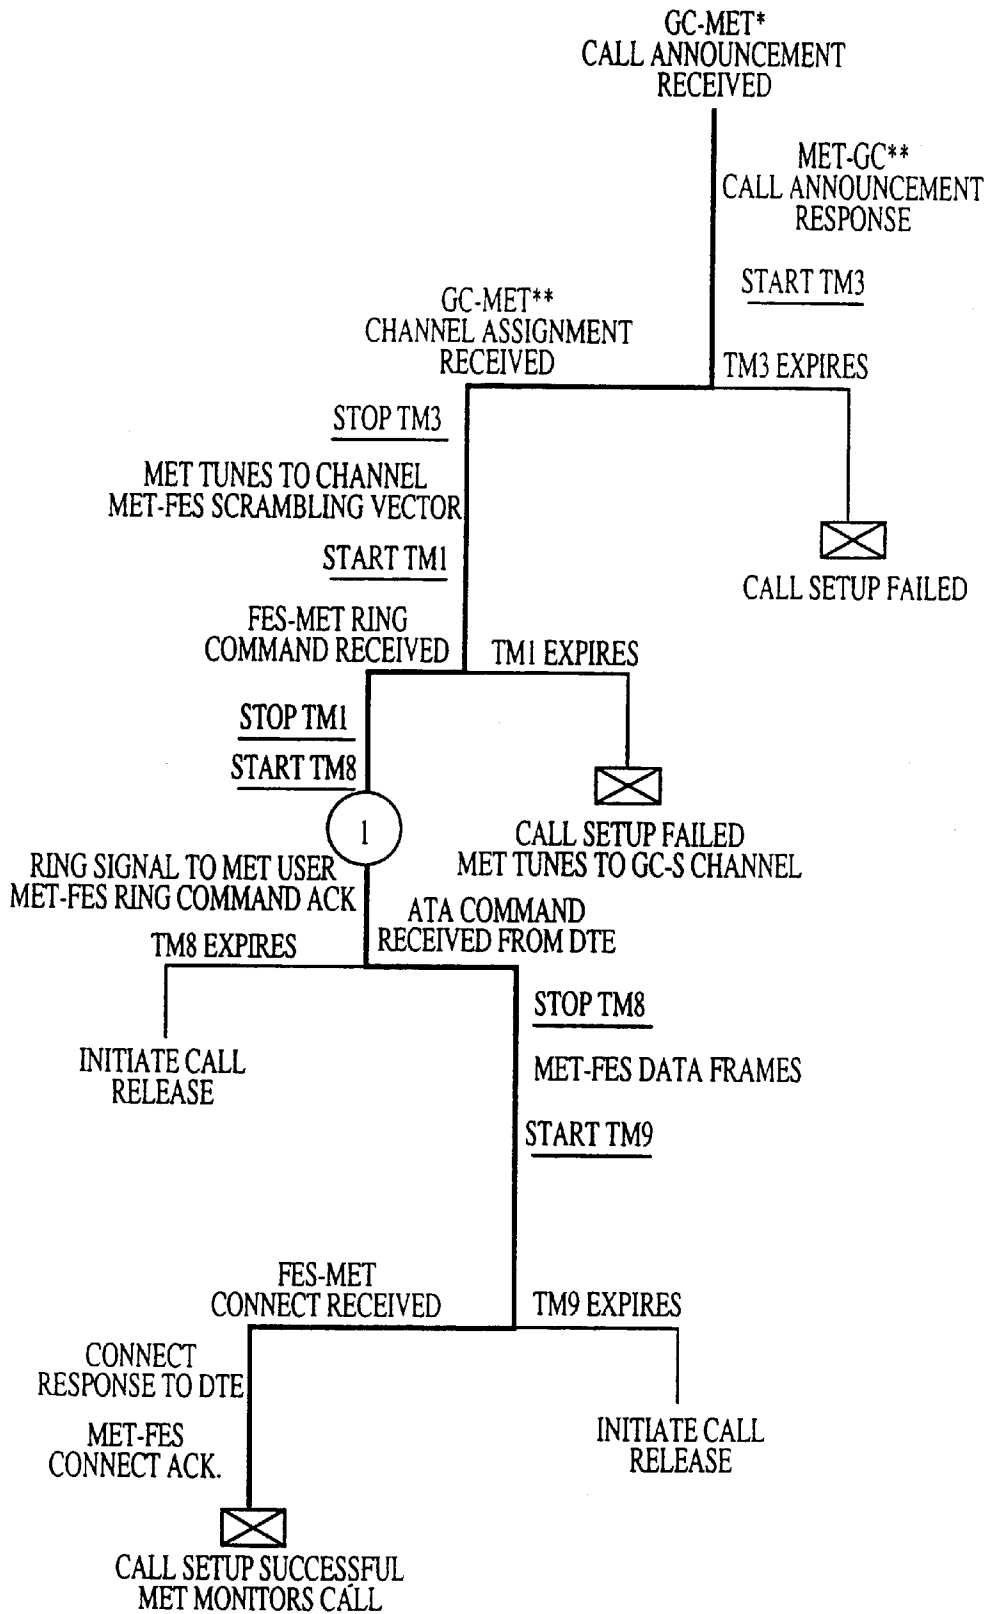 GC-MET*
CALL ANNOUNCEMENT
RECEIVED
MET-GC**
CALL ANNOUNCEMENT
RESPONSE
START TM3
GC-MET**
CHANNEL ASSIGNMENT
RECEIVED
TM3 EXPIRES
STOP TM3
MET TUNES TO CHANNEL
MET-FES SCRAMBLING VECTOR
START TM1
CALL SETUP FAILED
FES-MET RING
COMMAND RECEIVED
TM1 EXPIRES
STOP TM1
START TM8
1
CALL SETUP FAILED
MET TUNES TO GC-S CHANNEL
RING SIGNAL TO MET USER
MET-FES RING COMMAND ACK
ATA COMMAND
RECEIVED FROM DTE
TM8 EXPIRES
INITIATE CALL
RELEASE
STOP TM8
MET-FES DATA FRAMES
START TM9
FES-MET
CONNECT RECEIVED
TM9 EXPIRES
CONNECT
RESPONSE TO DTE
MET-FES
CONNECT ACK.
INITIATE CALL
RELEASE
CALL SETUP SUCCESSFUL
MET MONITORS CALL